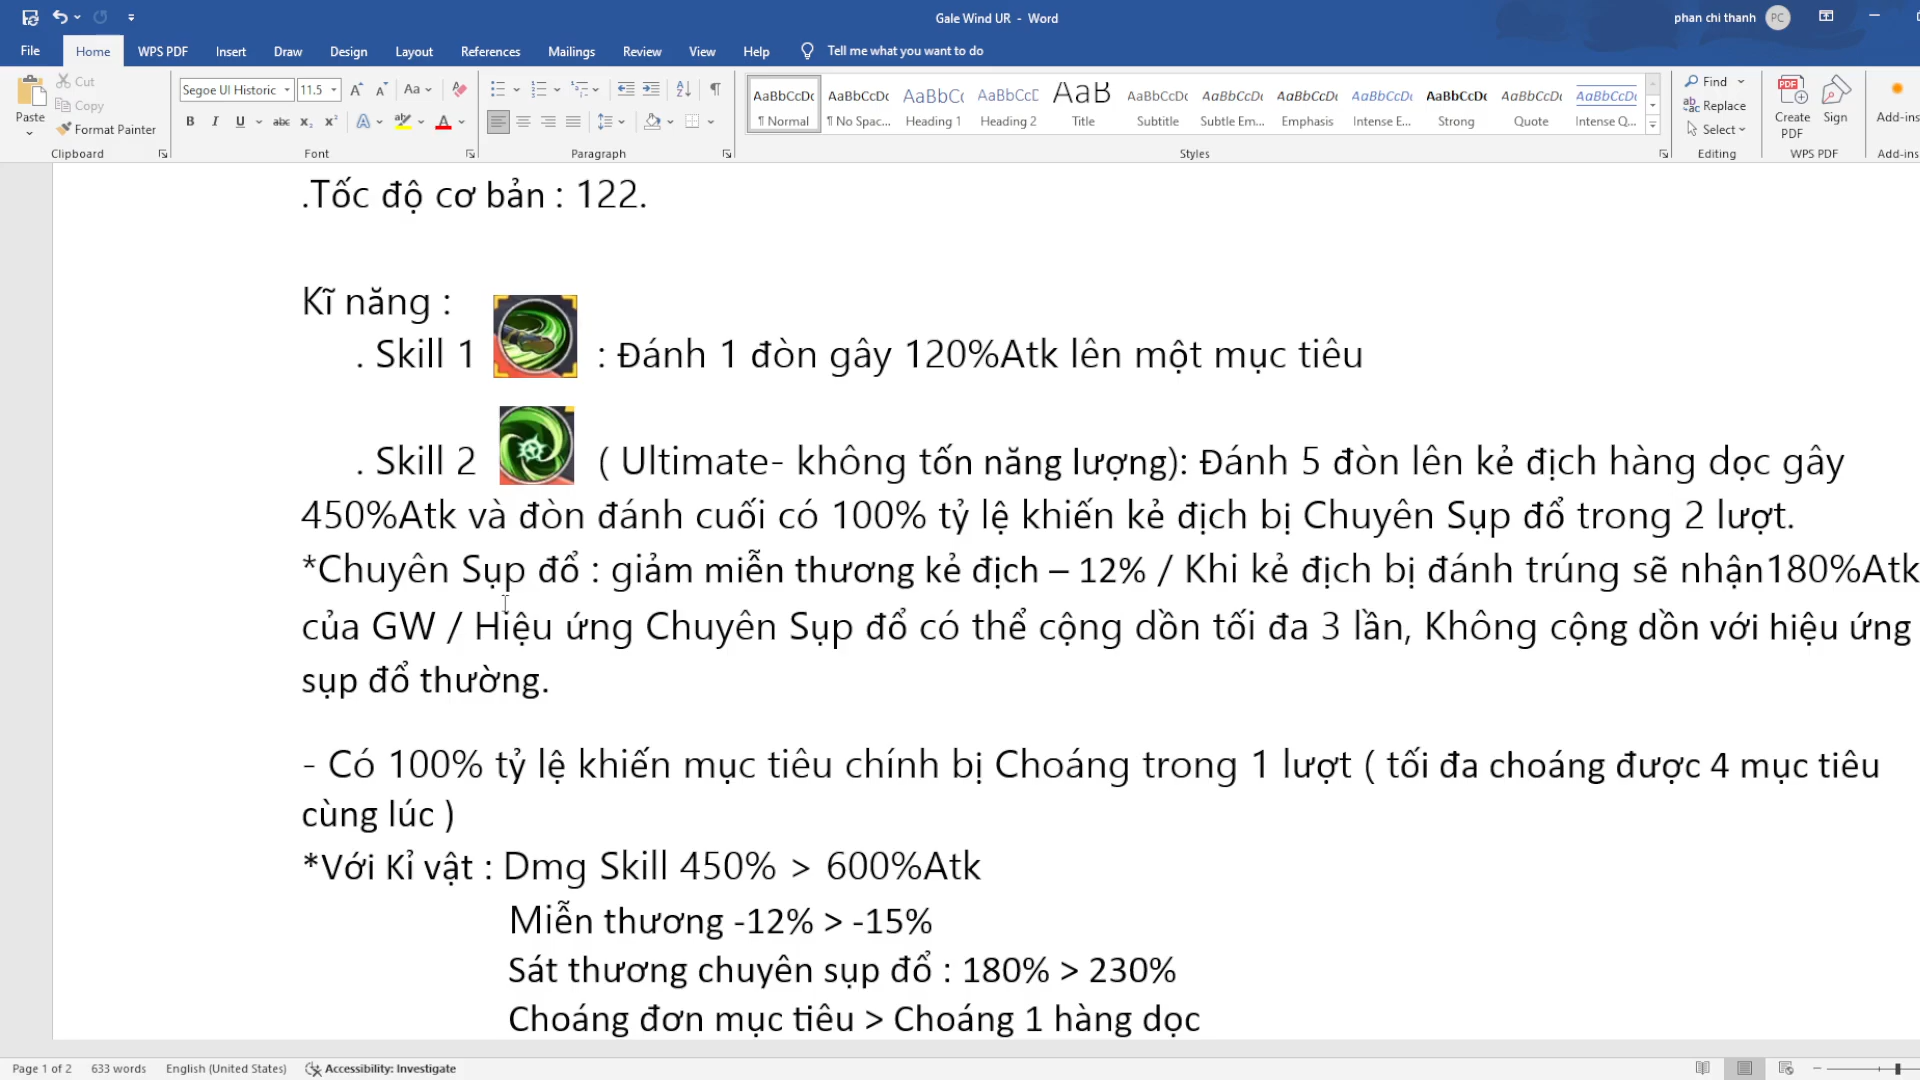 Gale Wind UR - Word
phan chi thanh
PC
File Home WPS PDF Insert Draw Design Layout References Mailings Review View Help Tell me what you want to do
Paste
Cut
Copy
Format Painter
Clipboard
Segoe UI Historic 11.5
Font
Paragraph
AaBbCcDc AaBbCcDc AaBbCc AaBbCcD AaB AaBbCcDc AaBbCcDc AaBbCcDc AaBbCcDc AaBbCcDc AaBbCcDc AaBbCcDc
¶ Normal ¶ No Spac... Heading 1 Heading 2 Title Subtitle Subtle Em... Emphasis Intense E... Strong Quote Intense Q...
Styles
Find
Replace
Select
Editing
Create PDF
Sign
WPS PDF
Add-ins
Add-ins
.Tốc độ cơ bản : 122.
Kĩ năng :
. Skill 1 : Đánh 1 đòn gây 120%Atk lên một mục tiêu
. Skill 2 ( Ultimate- không tốn năng lượng): Đánh 5 đòn lên kẻ địch hàng dọc gây
450%Atk và đòn đánh cuối có 100% tỷ lệ khiến kẻ địch bị Chuyên Sụp đổ trong 2 lượt.
*Chuyên Sụp đổ : giảm miễn thương kẻ địch – 12% / Khi kẻ địch bị đánh trúng sẽ nhận180%Atk
của GW / Hiệu ứng Chuyên Sụp đổ có thể cộng dồn tối đa 3 lần, Không cộng dồn với hiệu ứng
sụp đổ thường.
- Có 100% tỷ lệ khiến mục tiêu chính bị Choáng trong 1 lượt ( tối đa choáng được 4 mục tiêu
cùng lúc )
*Với Kỉ vật : Dmg Skill 450% > 600%Atk
Miễn thương -12% > -15%
Sát thương chuyên sụp đổ : 180% > 230%
Choáng đơn mục tiêu > Choáng 1 hàng dọc
Page 1 of 2 633 words English (United States) Accessibility: Investigate